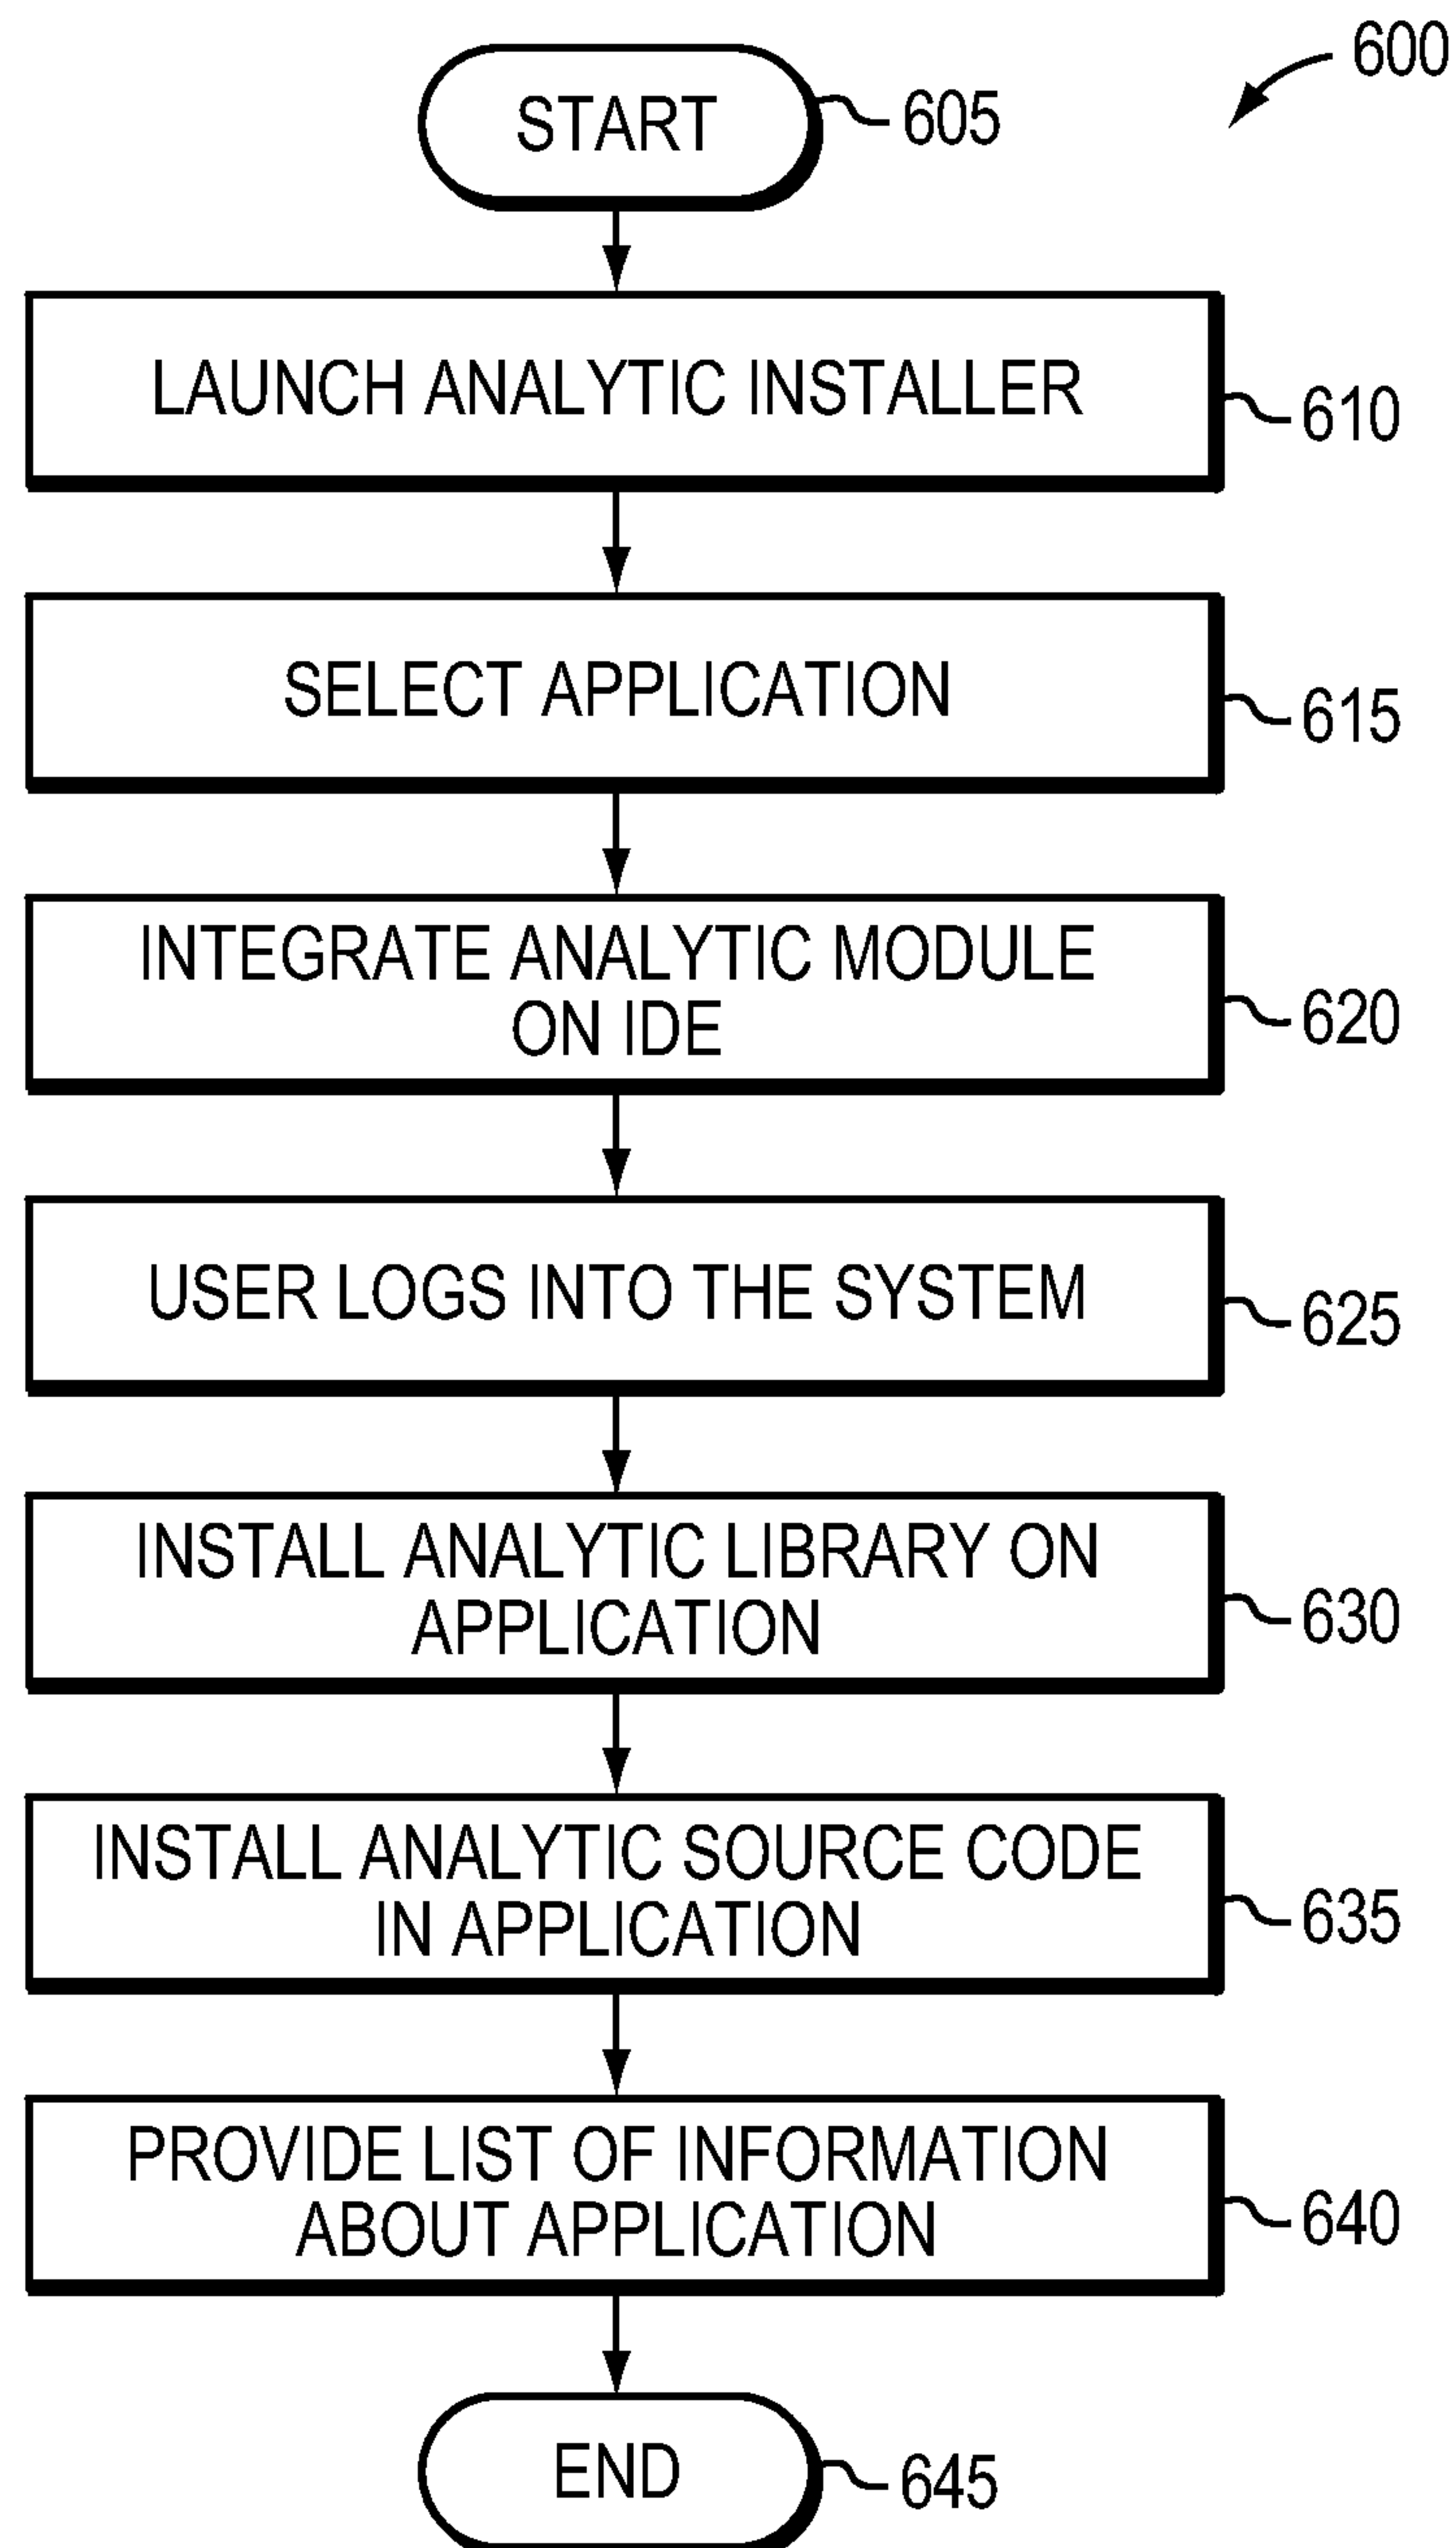 600
START
605
LAUNCH ANALYTIC INSTALLER
610
SELECT APPLICATION
615
INTEGRATE ANALYTIC MODULE
ON IDE
620
USER LOGS INTO THE SYSTEM
625
INSTALL ANALYTIC LIBRARY ON
APPLICATION
630
INSTALL ANALYTIC SOURCE CODE
IN APPLICATION
635
PROVIDE LIST OF INFORMATION
ABOUT APPLICATION
640
END
645